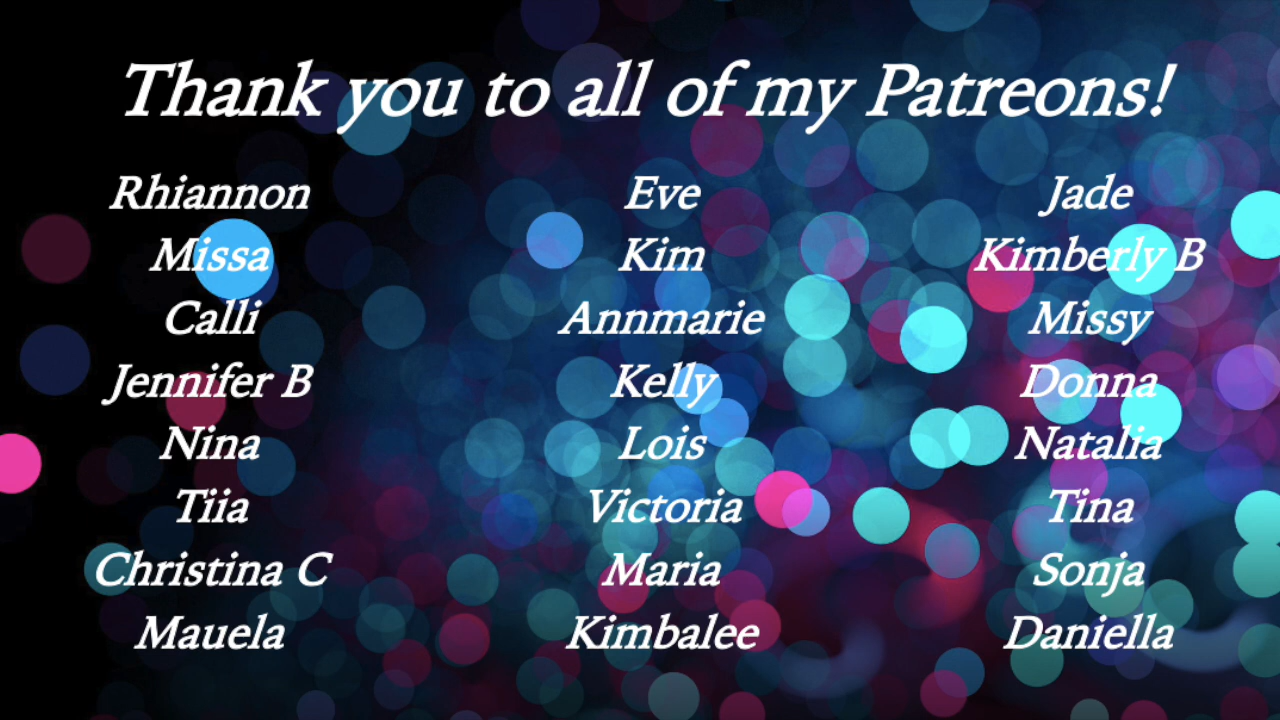 Thank you to all of my Patreons!
Rhiannon
Missa
Calli
Jennifer B
Nina
Tiia
Christina C
Mauela
Eve
Kim
Annmarie
Kelly
Lois
Victoria
Maria
Kimbalee
Jade
Kimberly B
Missy
Donna
Natalia
Tina
Sonja
Daniella